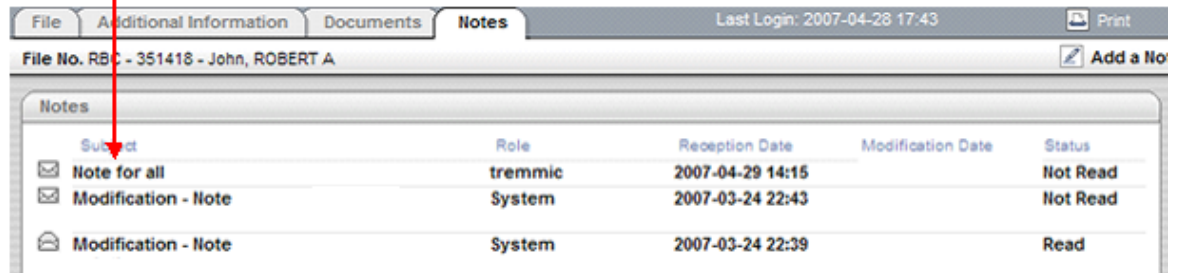 File Additional Information Documents Notes Last Login: 2007-04-28 17:43 Print
File No. RBC - 351418 - John, ROBERT A Add a No
Notes
Subject Role Reception Date Modification Date Status
Note for all tremmic 2007-04-29 14:15 Not Read
Modification - Note System 2007-03-24 22:43 Not Read
Modification - Note System 2007-03-24 22:39 Read